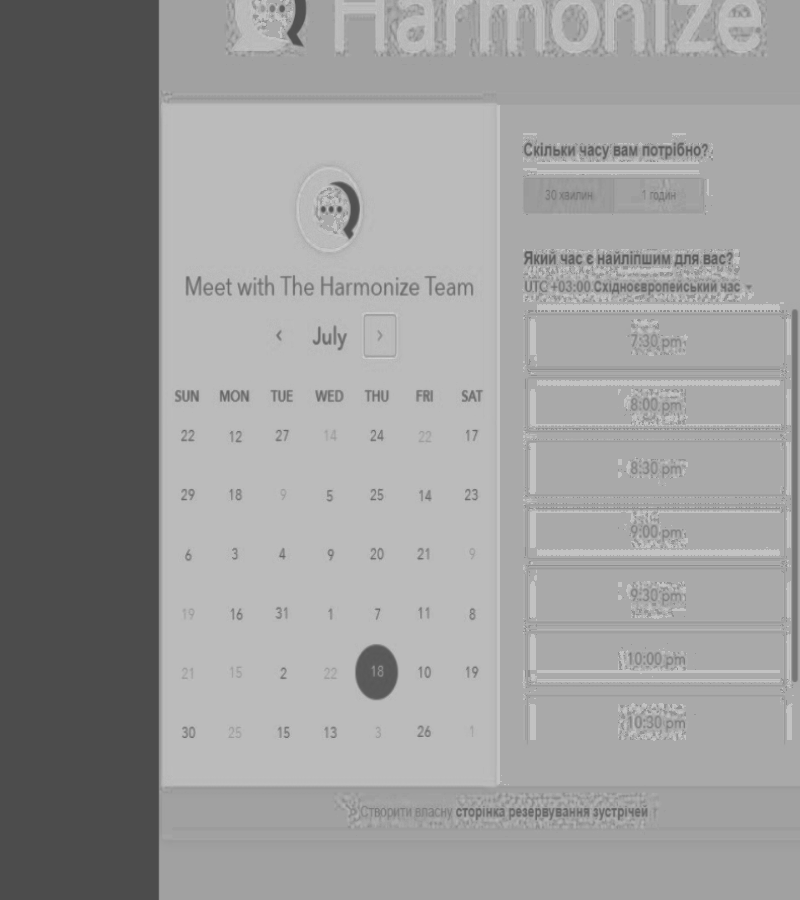 Harmonize
Meet with The Harmonize Team
July
SUN MON TUE WED THU FRI SAT
22 12 27 14 24 22 17
29 18 9 5 25 14 23
6 3 4 9 20 21 9
19 16 31 1 7 11 8
21 15 2 22 18 10 19
30 25 15 13 3 26 1
Скільки часу вам потрібно?
30 хвилин 1 годин
Який час є найліпшим для вас?
UTC +03:00 Східноєвропейський час
7:30 pm
8:00 pm
8:30 pm
9:00 pm
9:30 pm
10:00 pm
10:30 pm
Створити власну сторінка резервування зустрічей